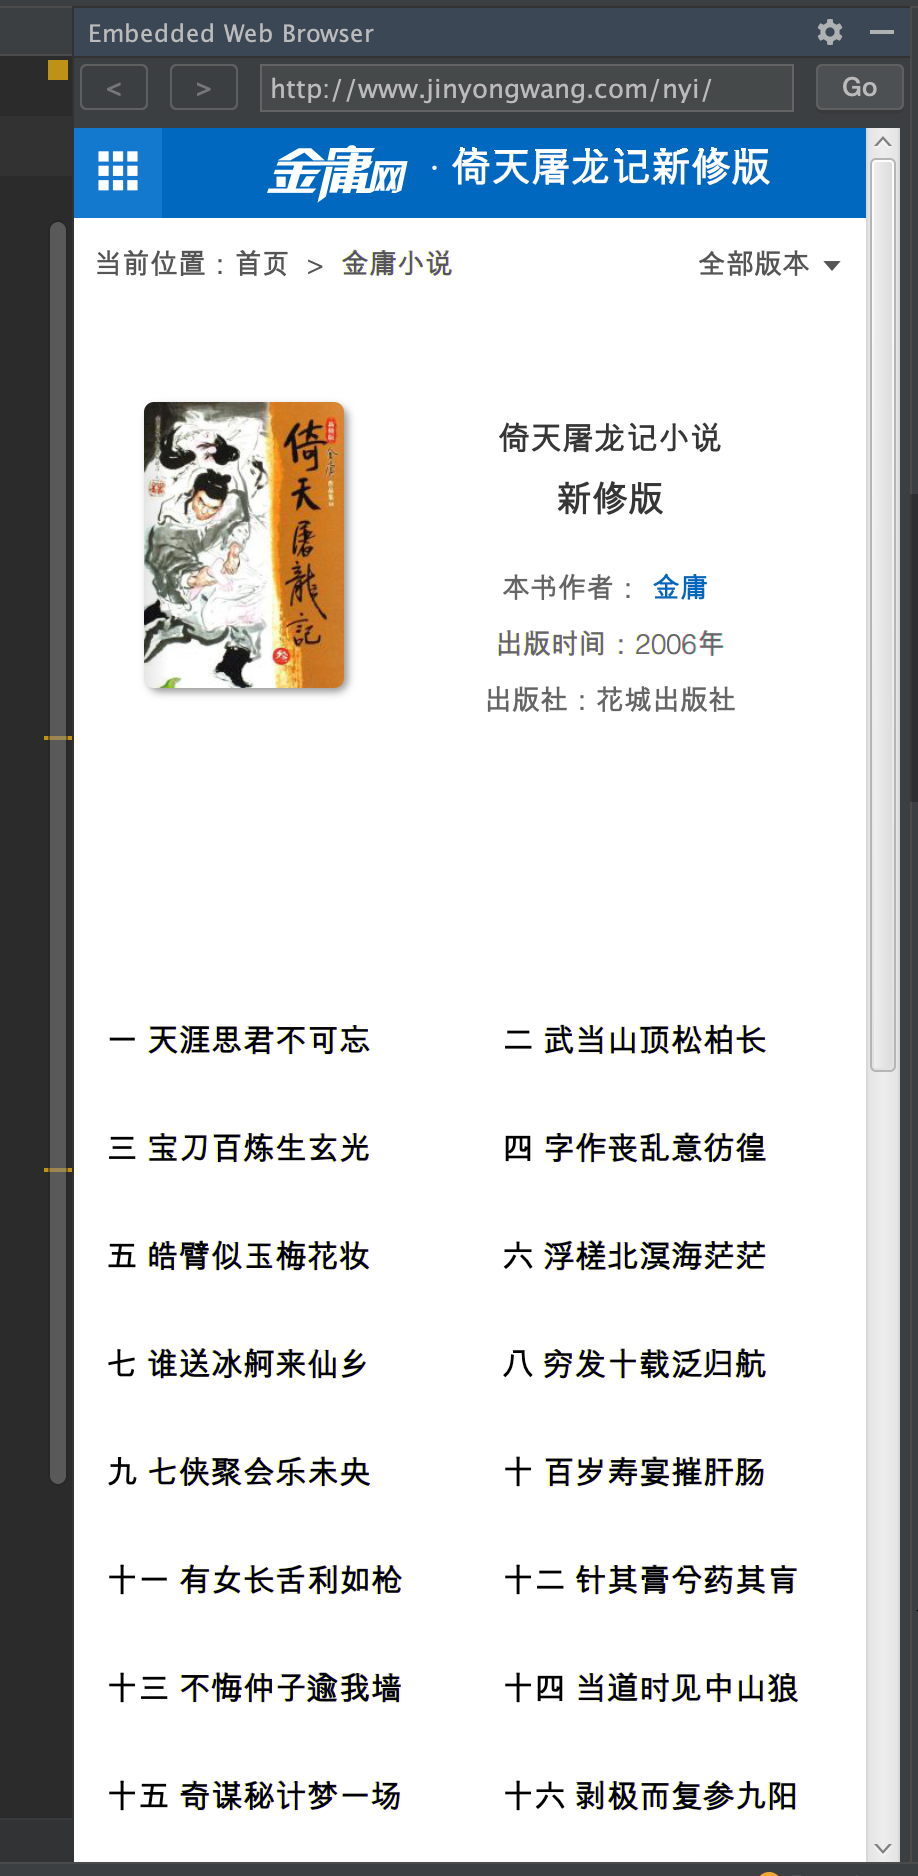 Embedded Web Browser
< > http://www.jinyongwang.com/nyi/ Go
金庸网 · 倚天屠龙记新修版
当前位置：首页 > 金庸小说 全部版本
倚天屠龍記
倚天屠龙记小说
新修版
本书作者： 金庸
出版时间：2006年
出版社：花城出版社
一 天涯思君不可忘 二 武当山顶松柏长
三 宝刀百炼生玄光 四 字作丧乱意彷徨
五 皓臂似玉梅花妆 六 浮槎北溟海茫茫
七 谁送冰舸来仙乡 八 穷发十载泛归航
九 七侠聚会乐未央 十 百岁寿宴摧肝肠
十一 有女长舌利如枪 十二 针其膏兮药其肓
十三 不悔仲子逾我墙 十四 当道时见中山狼
十五 奇谋秘计梦一场 十六 剥极而复参九阳